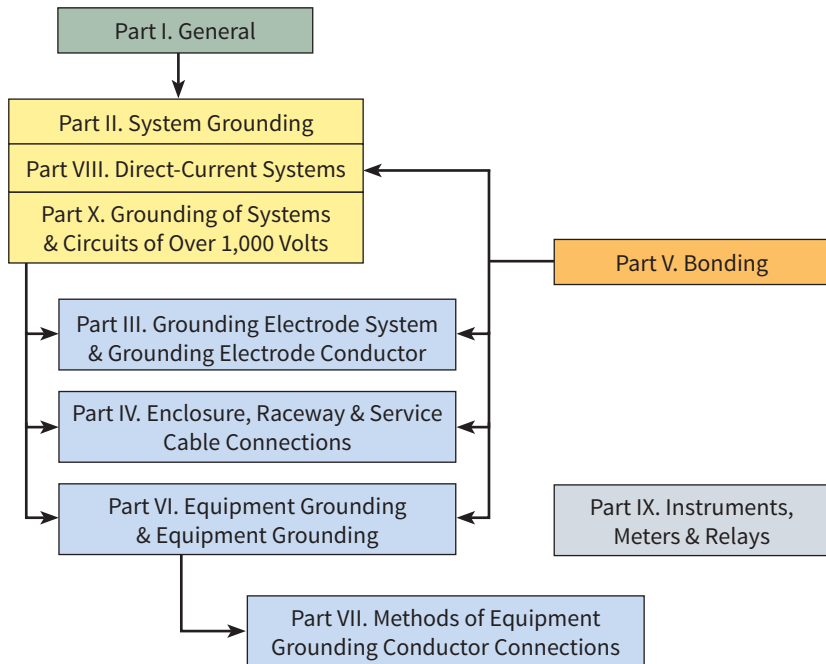 Part I. General
Part II. System Grounding
Part VIII. Direct-Current Systems
Part X. Grounding of Systems
& Circuits of Over 1,000 Volts
Part V. Bonding
Part III. Grounding Electrode System
& Grounding Electrode Conductor
Part IV. Enclosure, Raceway & Service
Cable Connections
Part VI. Equipment Grounding
& Equipment Grounding
Part IX. Instruments,
Meters & Relays
Part VII. Methods of Equipment
Grounding Conductor Connections